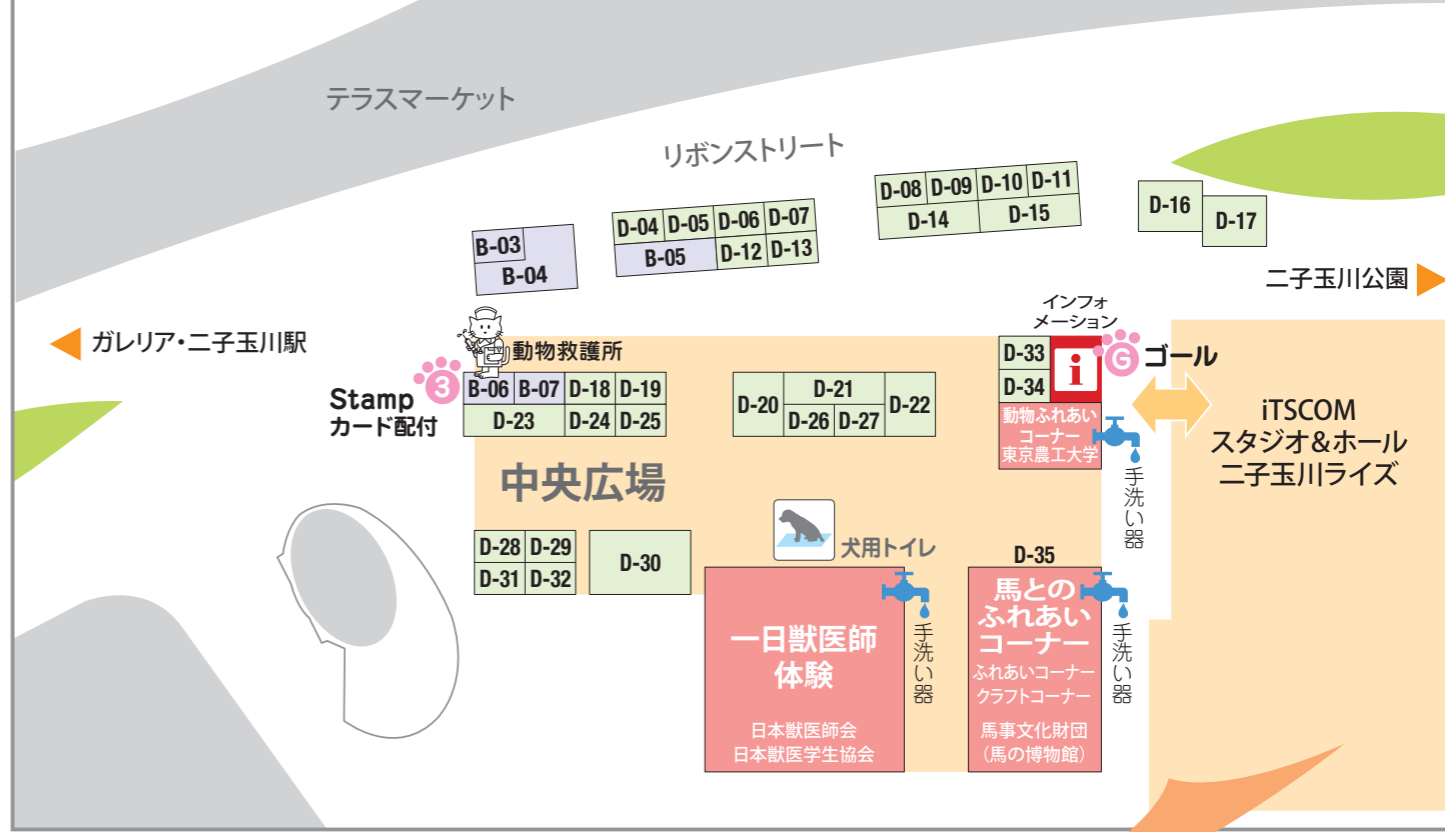 テラスマーケット
リボンストリート
D-08 D-09 D-10 D-11
D-14 D-15
D-16
D-17
D-04 D-05 D-06 D-07
B-05 D-12 D-13
B-03
B-04
二子玉川公園
ガレリア・二子玉川駅
動物救護所
3
Stamp
カード配付
B-06 B-07 D-18 D-19
D-23 D-24 D-25
D-20
D-21
D-22
D-26 D-27
インフォ
メーション
D-33
D-34
i
G ゴール
動物ふれあい
コーナー
東京農工大学
手洗い器
iTSCOM
スタジオ&ホール
二子玉川ライズ
中央広場
D-28 D-29
D-31 D-32
D-30
犬用トイレ
一日獣医師
体験
日本獣医師会
日本獣医学生協会
手洗い器
D-35
馬との
ふれあい
コーナー
ふれあいコーナー
クラフトコーナー
馬事文化財団
(馬の博物館)
手洗い器